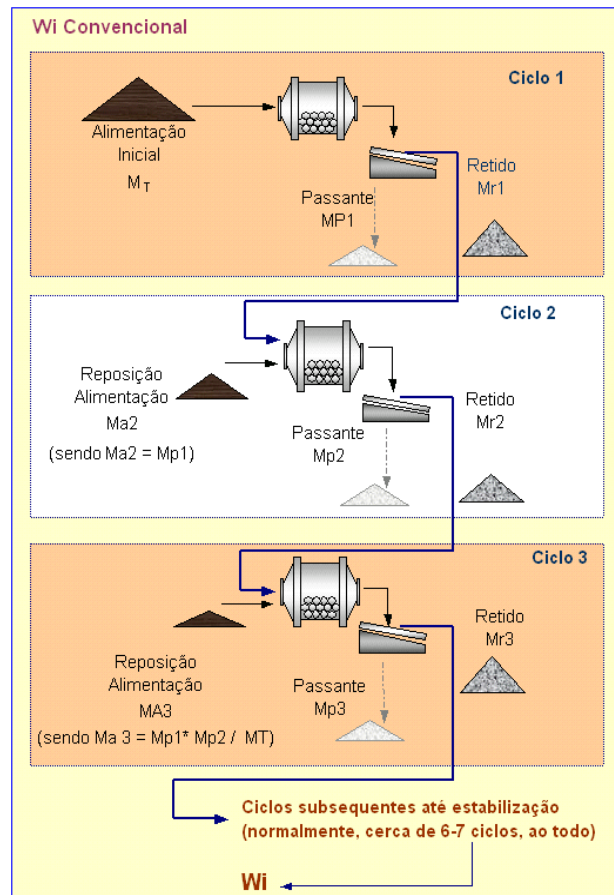 Wi Convencional
Ciclo 1
Alimentação
Inicial
M T
Passante
MP1
Retido
Mr1
Ciclo 2
Reposição
Alimentação
Ma2
(sendo Ma2 = Mp1)
Passante
Mp2
Retido
Mr2
Ciclo 3
Reposição
Alimentação
MA3
(sendo Ma 3 = Mp1* Mp2 / MT)
Passante
Mp3
Retido
Mr3
Ciclos subsequentes até estabilização
(normalmente, cerca de 6-7 ciclos, ao todo)
Wi